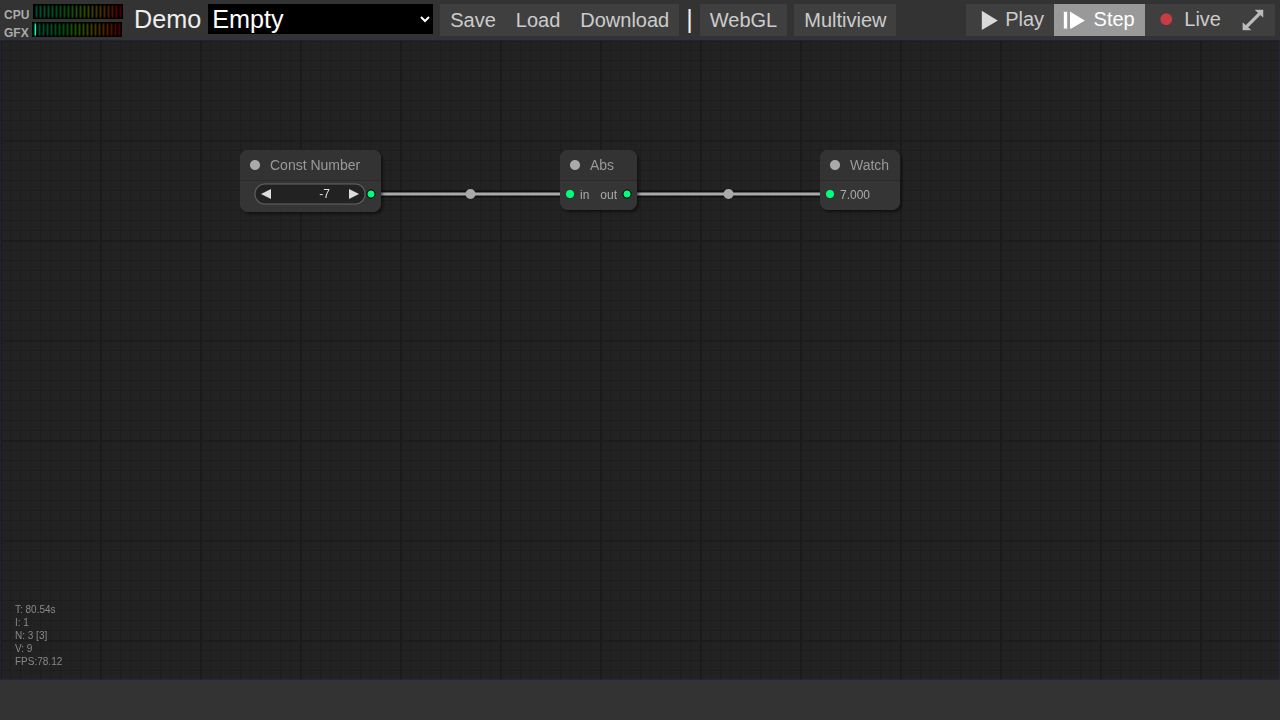 CPU
GFX
Demo Empty Save Load Download | WebGL Multiview Play Step Live
Const Number
-7
Abs
in out
Watch
7.000
T: 80.54s
I: 1
N: 3 [3]
V: 9
FPS:78.12